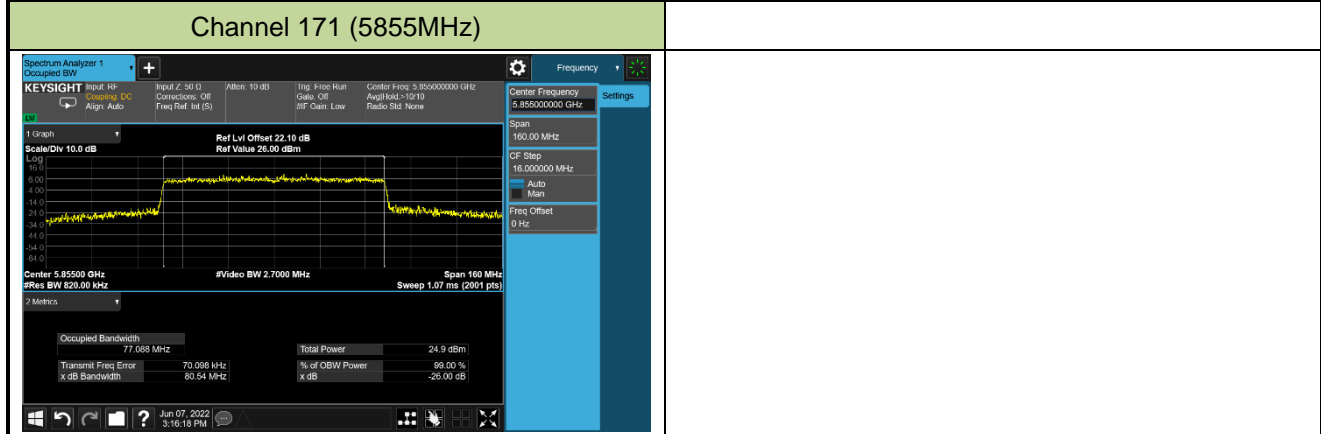 Channel 171 (5855MHz)
Spectrum Analyzer 1
Occupied BW
Frequency
KEYSIGHT
Input: RF
Coupling: DC
Align: Auto
Input Z: 50 Ω
Corrections: Off
Freq Ref: Int (S)
Atten: 10 dB
Trig: Free Run
Gate: Off
#IF Gain: Low
Center Freq: 5.855000000 GHz
Avg|Hold:>10/10
Radio Std: None
Center Frequency
5.855000000 GHz
Settings
Span
160.00 MHz
CF Step
16.000000 MHz
Auto
Man
Freq Offset
0 Hz
1 Graph
Scale/Div 10.0 dB
Ref Lvl Offset 22.10 dB
Ref Value 26.00 dBm
Log
16.0
6.00
-4.00
-14.0
-24.0
-34.0
-44.0
-54.0
-64.0
Center 5.85500 GHz
#Video BW 2.7000 MHz
Span 160 MHz
#Res BW 820.00 kHz
Sweep 1.07 ms (2001 pts)
2 Metrics
Occupied Bandwidth
77.088 MHz
Total Power 24.9 dBm
Transmit Freq Error 70.098 kHz
% of OBW Power 99.00 %
x dB Bandwidth 80.54 MHz
x dB -26.00 dB
?
Jun 07, 2022
3:16:18 PM